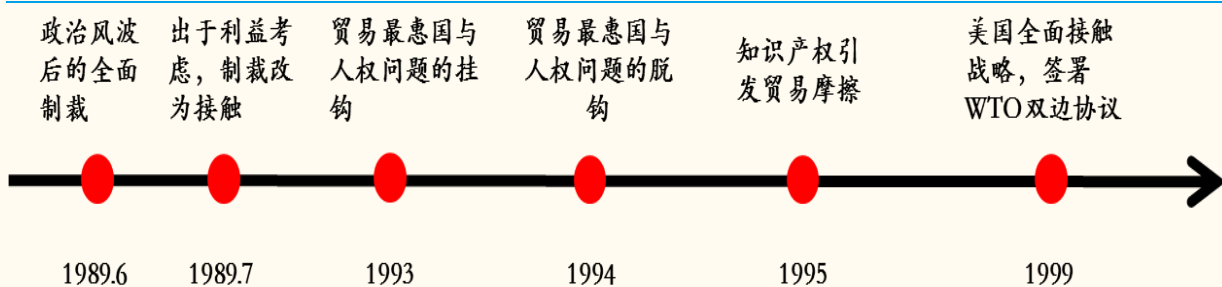 政治风波
后的全面
制裁
出于利益考
虑，制裁改
为接触
贸易最惠国与
人权问题的挂
钩
贸易最惠国与
人权问题的脱
钩
知识产权引
发贸易摩擦
美国全面接触
战略，签署
WTO双边协议
1989.6
1989.7
1993
1994
1995
1999